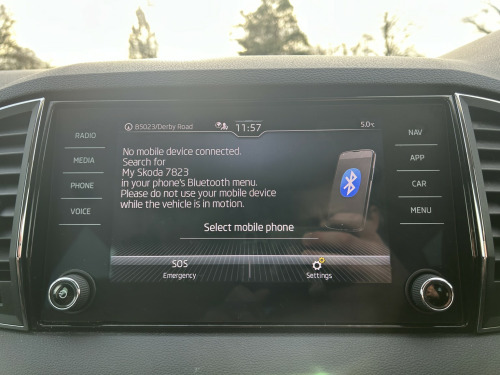 B5023/Derby Road
11:57
5.0°C
RADIO
MEDIA
PHONE
VOICE
No mobile device connected.
Search for
My Skoda 7823
in your phone's Bluetooth menu.
Please do not use your mobile device
while the vehicle is in motion.
Select mobile phone
SOS
Emergency
Settings
NAV
APP
CAR
MENU